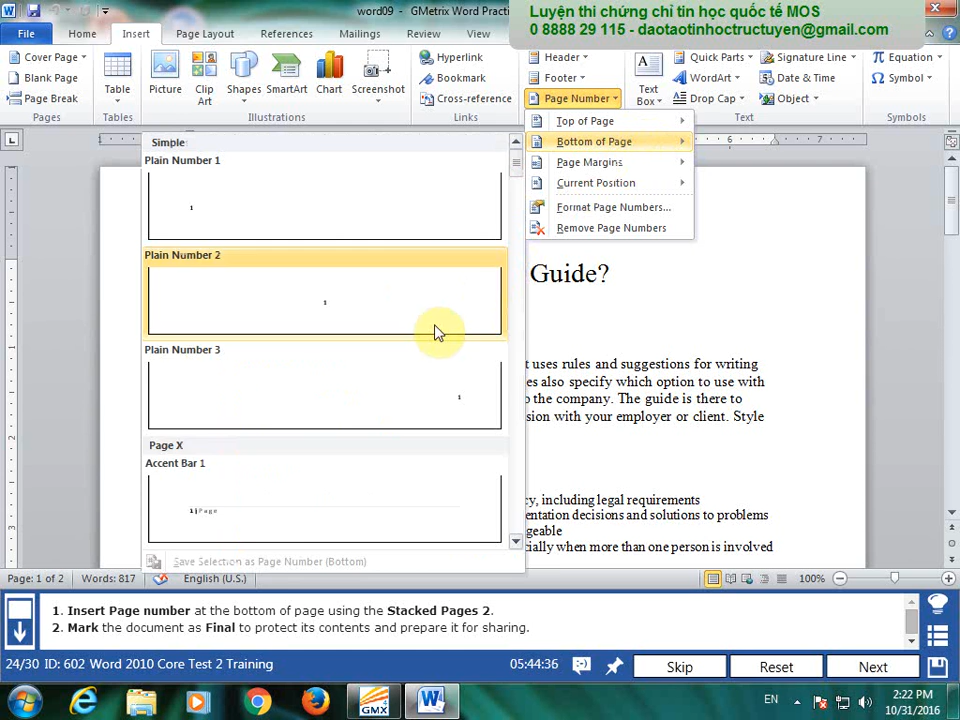 word09 - GMetrix Word Practi
Luyện thi chứng chỉ tin học quốc tế MOS
0 8888 29 115 - daotaotinhoctructuyen@gmail.com
File Home Insert Page Layout References Mailings Review View
Cover Page
Blank Page
Page Break
Pages
Table
Tables
Picture
Clip Art
Shapes
SmartArt
Chart
Screenshot
Illustrations
Hyperlink
Bookmark
Cross-reference
Links
Header
Footer
Page Number
Text Box
Quick Parts
WordArt
Drop Cap
Signature Line
Date & Time
Object
Text
Equation
Symbol
Symbols
Top of Page
Bottom of Page
Page Margins
Current Position
Format Page Numbers...
Remove Page Numbers
Simple
Plain Number 1
1
Plain Number 2
1
Plain Number 3
1
Page X
Accent Bar 1
1|Page
Save Selection as Page Number (Bottom)
Guide?
t uses rules and suggestions for writing
es also specify which option to use with
o the company. The guide is there to
sion with your employer or client. Style
cy, including legal requirements
entation decisions and solutions to problems
geable
cially when more than one person is involved
Page: 1 of 2 Words: 817 English (U.S.) 100%
1. Insert Page number at the bottom of page using the Stacked Pages 2.
2. Mark the document as Final to protect its contents and prepare it for sharing.
24/30 ID: 602 Word 2010 Core Test 2 Training 05:44:36 Skip Reset Next
GMX
EN 2:22 PM
10/31/2016